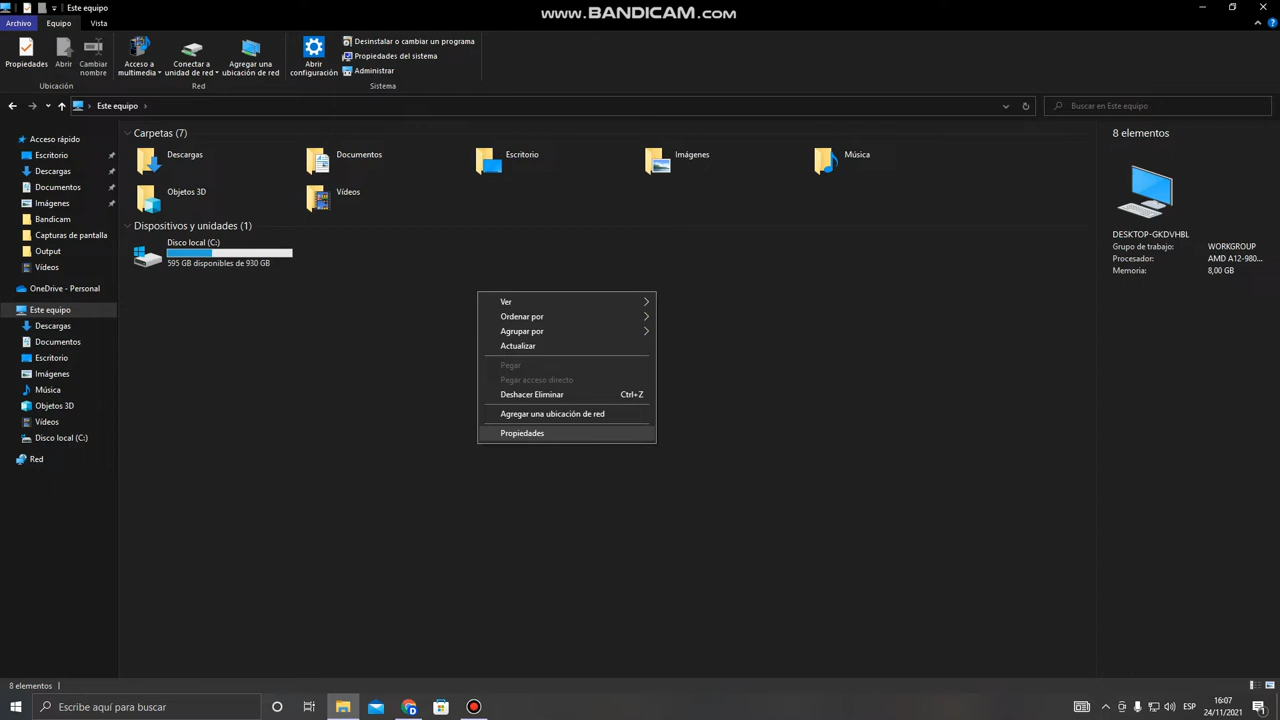 Este equipo
www.BANDICAM.com
Archivo
Equipo
Vista
Propiedades
Abrir
Cambiar
nombre
Ubicación
Acceso a
multimedia
Conectar a
unidad de red
Agregar una
ubicación de red
Red
Abrir
configuración
Desinstalar o cambiar un programa
Propiedades del sistema
Administrar
Sistema
Este equipo
Buscar en Este equipo
Acceso rápido
Escritorio
Descargas
Documentos
Imágenes
Bandicam
Capturas de pantalla
Output
Vídeos
OneDrive - Personal
Este equipo
Descargas
Documentos
Escritorio
Imágenes
Música
Objetos 3D
Vídeos
Disco local (C:)
Red
Carpetas (7)
Descargas
Documentos
Escritorio
Imágenes
Música
Objetos 3D
Vídeos
Dispositivos y unidades (1)
Disco local (C:)
595 GB disponibles de 930 GB
Ver
Ordenar por
Agrupar por
Actualizar
Pegar
Pegar acceso directo
Deshacer Eliminar Ctrl+Z
Agregar una ubicación de red
Propiedades
8 elementos
DESKTOP-GKDVHBL
Grupo de trabajo: WORKGROUP
Procesador: AMD A12-980...
Memoria: 8,00 GB
8 elementos
Escribe aquí para buscar
ESP
16:07
24/11/2021
1